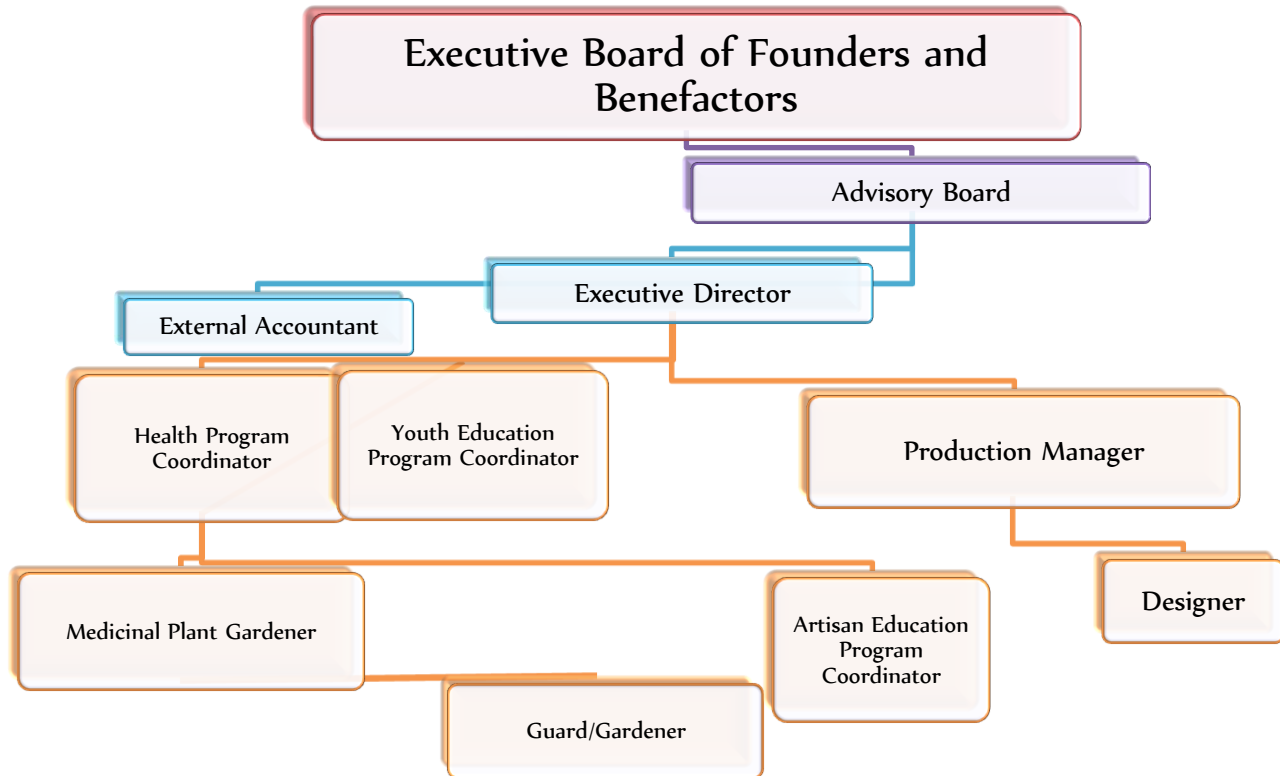 Executive Board of Founders and
Benefactors
Advisory Board
Executive Director
External Accountant
Health Program
Coordinator
Youth Education
Program Coordinator
Production Manager
Medicinal Plant Gardener
Artisan Education
Program
Coordinator
Designer
Guard/Gardener